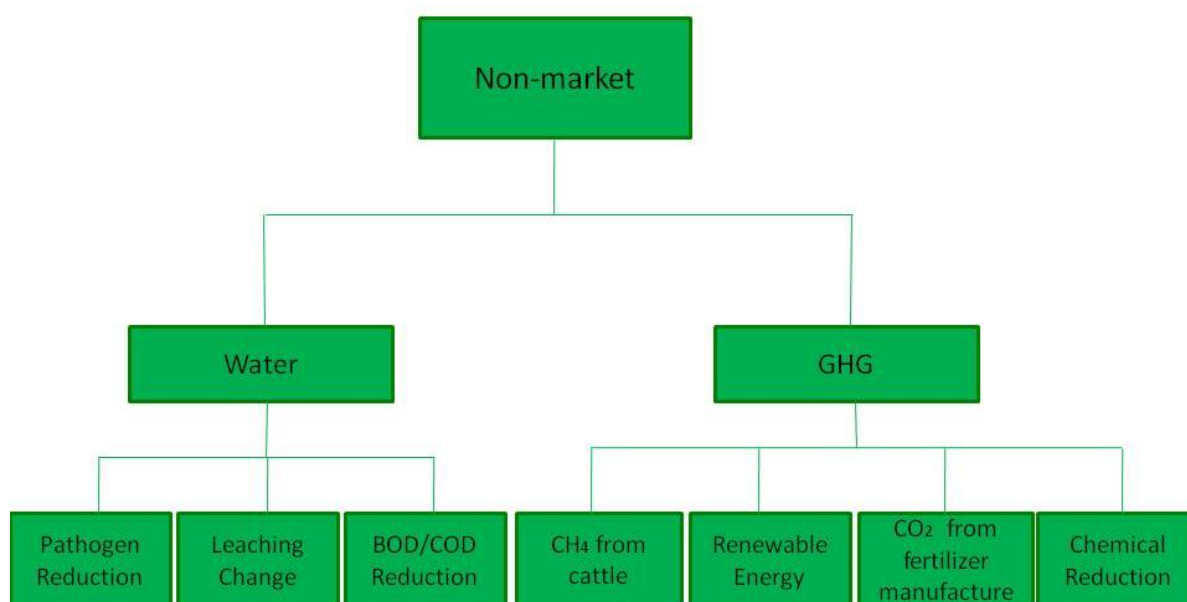 Non-market
Water
GHG
Pathogen
Reduction
Leaching
Change
BOD/COD
Reduction
CH₄ from
cattle
Renewable
Energy
CO₂ from
fertilizer
manufacture
Chemical
Reduction